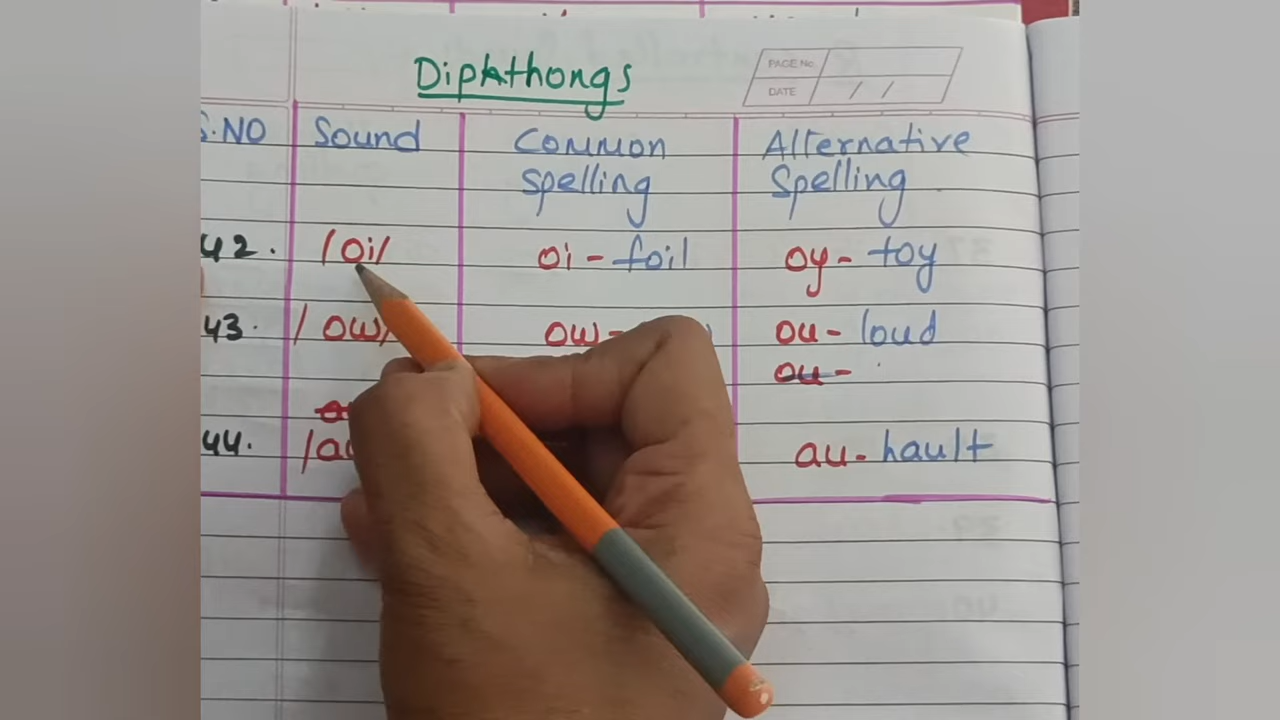 Dipkthongs
PAGE No.
DATE / /
S.NO Sound Common Spelling Alternative Spelling
42. /oi/ oi - foil oy - toy
43. /ow/ ow - ou - loud
ou -
44. au - hault